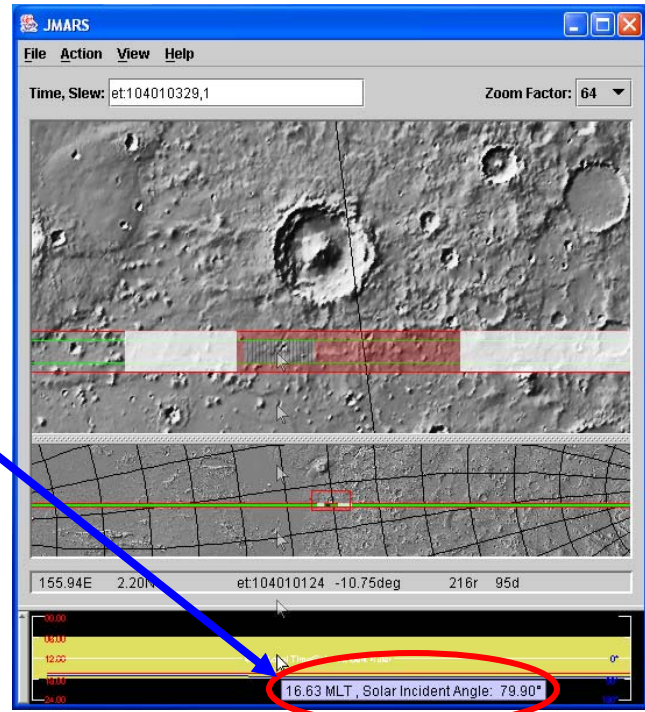 JMARS
File Action View Help
Time, Slew: et:104010329,1 Zoom Factor: 64
155.94E 2.20N et:104010124 -10.75deg 216r 95d
00.00
06.00
12.00 0°
18.00
24.00
16.63 MLT , Solar Incident Angle: 79.90°